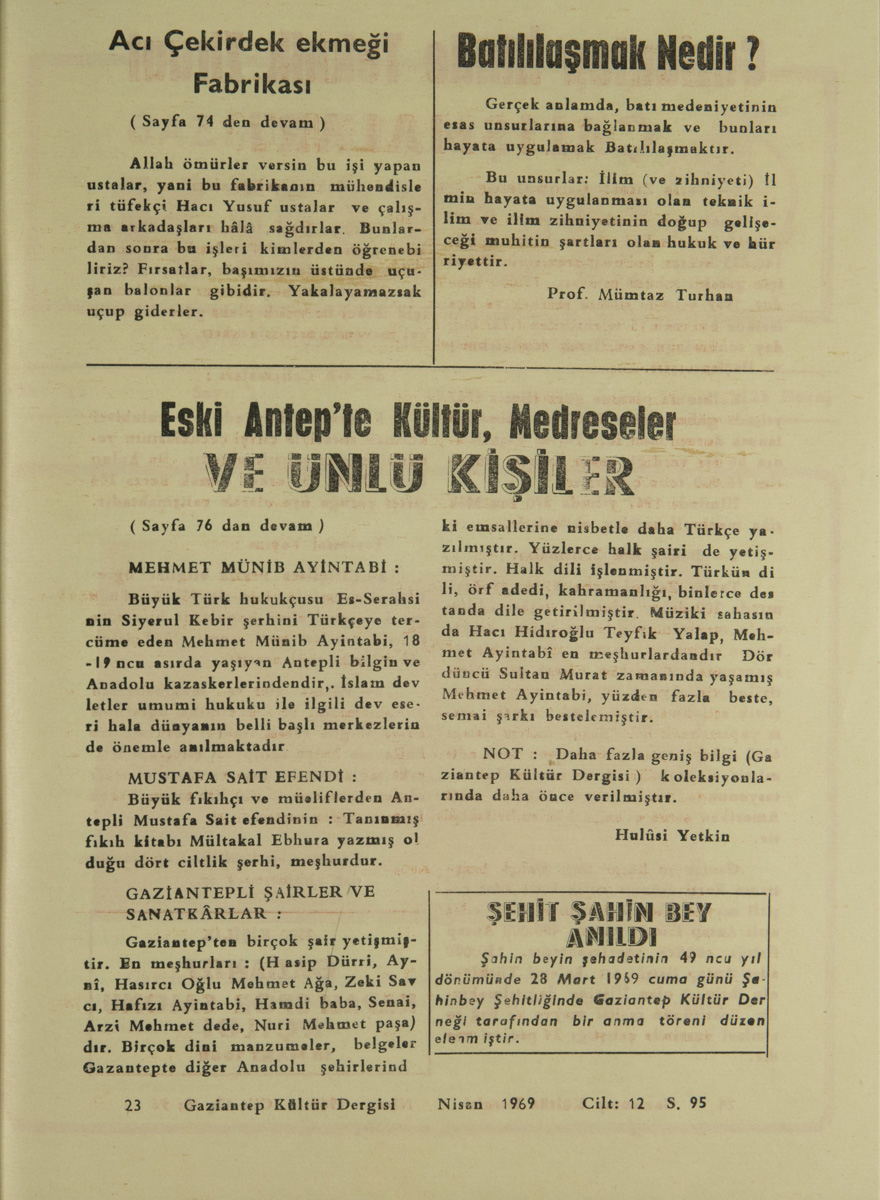 Acı Çekirdek ekmeği
Fabrikası
( Sayfa 74 den devam )
Allah ömürler versin bu işi yapan
ustalar, yani bu fabrikanın mühendisle
ri tüfekçi Hacı Yusuf ustalar ve çalış-
ma arkadaşları hâlâ sağdırlar. Bunlar-
dan sonra bu işleri kimlerden öğrenebi
liriz? Fırsatlar, başımızın üstünde uçu-
şan balonlar gibidir. Yakalayamazsak
uçup giderler.
Batılılaşmak Nedir ?
Gerçek anlamda, batı medeniyetinin
esas unsurlarına bağlanmak ve bunları
hayata uygulamak Batılılaşmaktır.
Bu unsurlar: İlim (ve zihniyeti) İl
min hayata uygulanması olan teknik i-
lim ve ilim zihniyetinin doğup gelişe-
ceği muhitin şartları olan hukuk ve hür
riyettir.
Prof. Mümtaz Turhan
Eski Antep'te Kültür, Medreseler
VE ÜNLÜ KİŞİLER
( Sayfa 76 dan devam )
MEHMET MÜNİB AYİNTABİ :
Büyük Türk hukukçusu Es-Serahsi
nin Siyerul Kebir şerhini Türkçeye ter-
cüme eden Mehmet Münib Ayintabi, 18
-19 ncu asırda yaşıyan Antepli bilgin ve
Anadolu kazaskerlerindendir,. İslam dev
letler umumi hukuku ile ilgili dev ese-
ri hala dünyanın belli başlı merkezlerin
de önemle anılmaktadır
MUSTAFA SAİT EFENDİ :
Büyük fıkıhçı ve müelliflerden An-
tepli Mustafa Sait efendinin : Tanınmış
fıkıh kitabı Mültakal Ebhura yazmış ol
duğu dört ciltlik şerhi, meşhurdur.
GAZİANTEPLİ ŞAİRLER VE
SANATKÂRLAR :
Gaziantep'ten birçok şair yetişmiş-
tir. En meşhurları : (H asip Dürri, Ay-
nî, Hasırcı Oğlu Mehmet Ağa, Zeki Sav
cı, Hafızı Ayintabi, Hamdi baba, Senai,
Arzi Mehmet dede, Nuri Mehmet paşa)
dır. Birçok dini manzumeler, belgeler
Gazantepte diğer Anadolu şehirlerind
ki emsallerine nisbetle daha Türkçe ya-
zılmıştır. Yüzlerce halk şairi de yetiş-
miştir. Halk dili işlenmiştir. Türkün di
li, örf adedi, kahramanlığı, binlerce des
tanda dile getirilmiştir. Müziki sahasın
da Hacı Hıdıroğlu Teyfik Yalap, Meh-
met Ayintabî en meşhurlardandır Dör
düncü Sultan Murat zamanında yaşamış
Mehmet Ayintabi, yüzden fazla beste,
semai şarkı bestelemiştir.
NOT : Daha fazla geniş bilgi (Ga
ziantep Kültür Dergisi ) koleksiyonla-
rında daha önce verilmiştır.
Hulûsi Yetkin
ŞEHİT ŞAHİN BEY
ANILDI
Şahin beyin şehadetinin 49 ncu yıl
dönümünde 28 Mart 1969 cuma günü Şa-
hinbey Şehitliğinde Gaziantep Kültür Der
neği tarafından bir anma töreni düzen
elenm iştir.
23 Gaziantep Kültür Dergisi Nisan 1969 Cilt: 12 S. 95